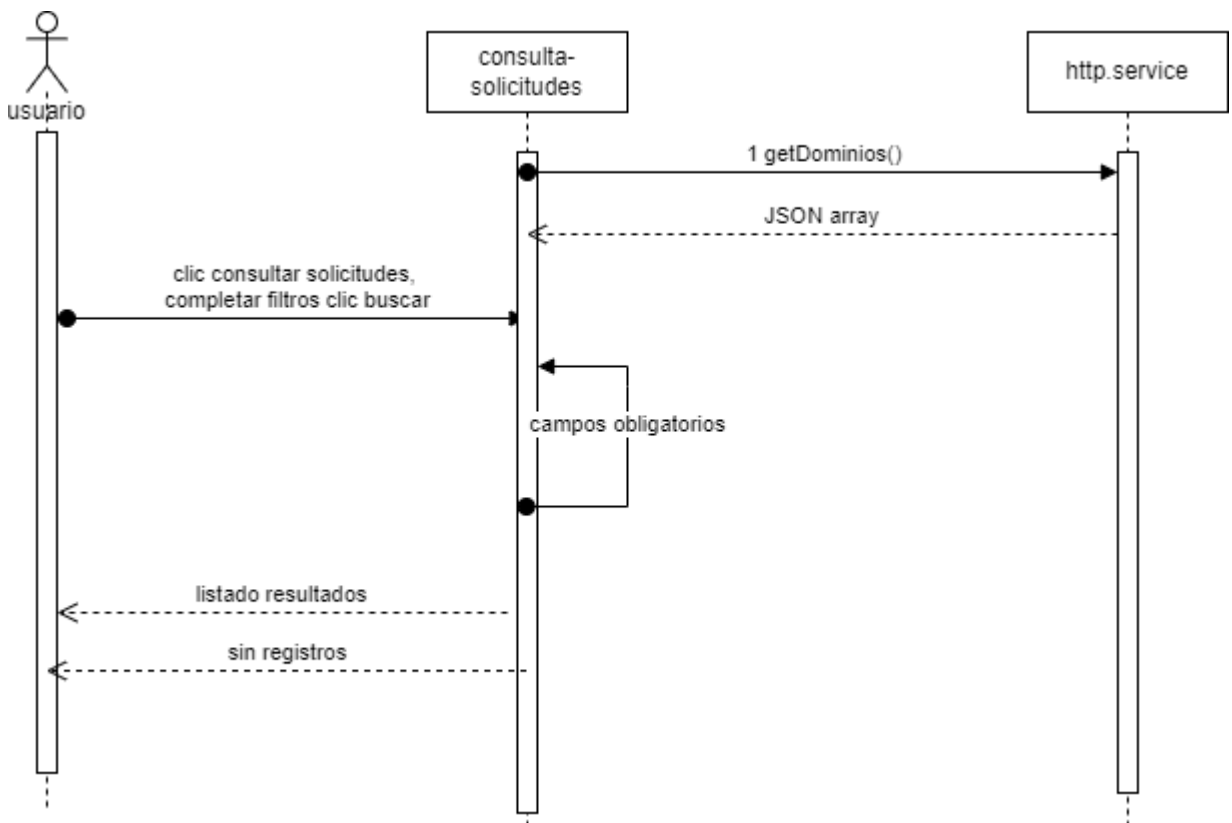 usuario
consulta-
solicitudes
http.service
1 getDominios()
JSON array
clic consultar solicitudes,
completar filtros clic buscar
campos obligatorios
listado resultados
sin registros